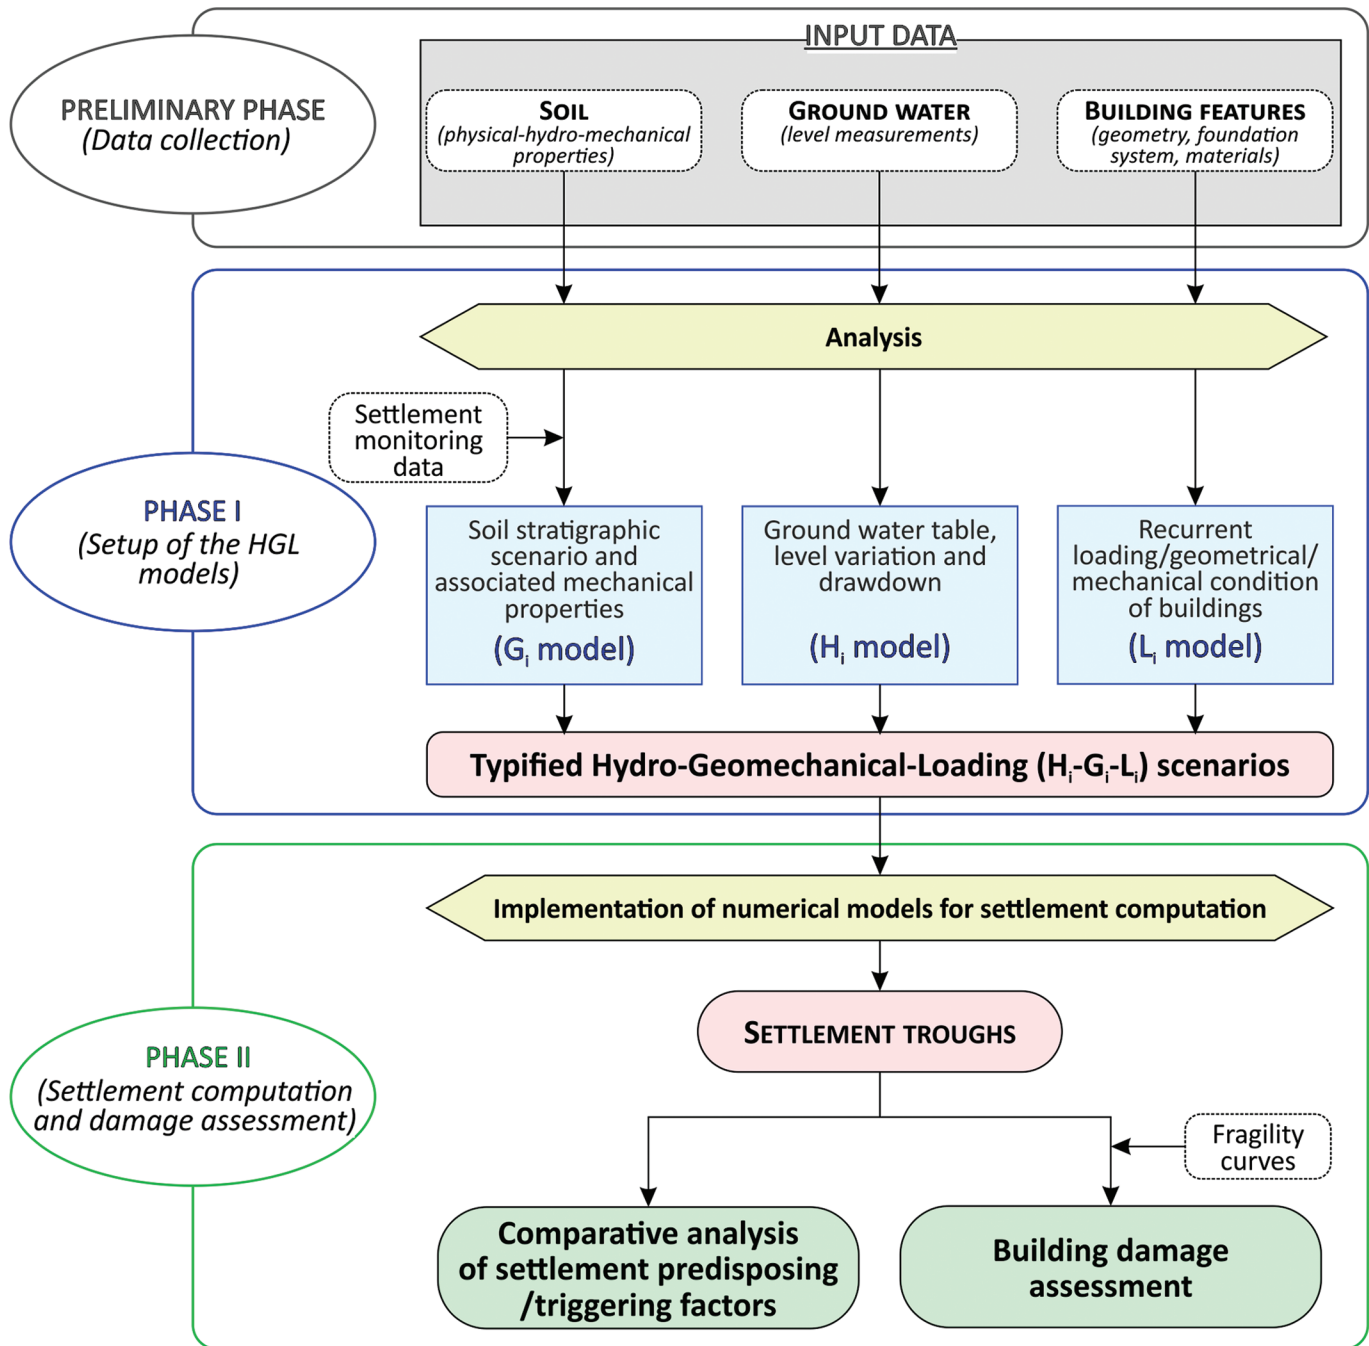 INPUT DATA
PRELIMINARY PHASE
(Data collection)
SOIL
(physical-hydro-mechanical
properties)
GROUND WATER
(level measurements)
BUILDING FEATURES
(geometry, foundation
system, materials)
Analysis
Settlement
monitoring
data
PHASE I
(Setup of the HGL
models)
Soil stratigraphic
scenario and
associated mechanical
properties
(Gi model)
Ground water table,
level variation and
drawdown
(Hi model)
Recurrent
loading/geometrical/
mechanical condition
of buildings
(Li model)
Typified Hydro-Geomechanical-Loading (Hi-Gi-Li) scenarios
Implementation of numerical models for settlement computation
SETTLEMENT TROUGHS
PHASE II
(Settlement computation
and damage assessment)
Fragility
curves
Comparative analysis
of settlement predisposing
/triggering factors
Building damage
assessment